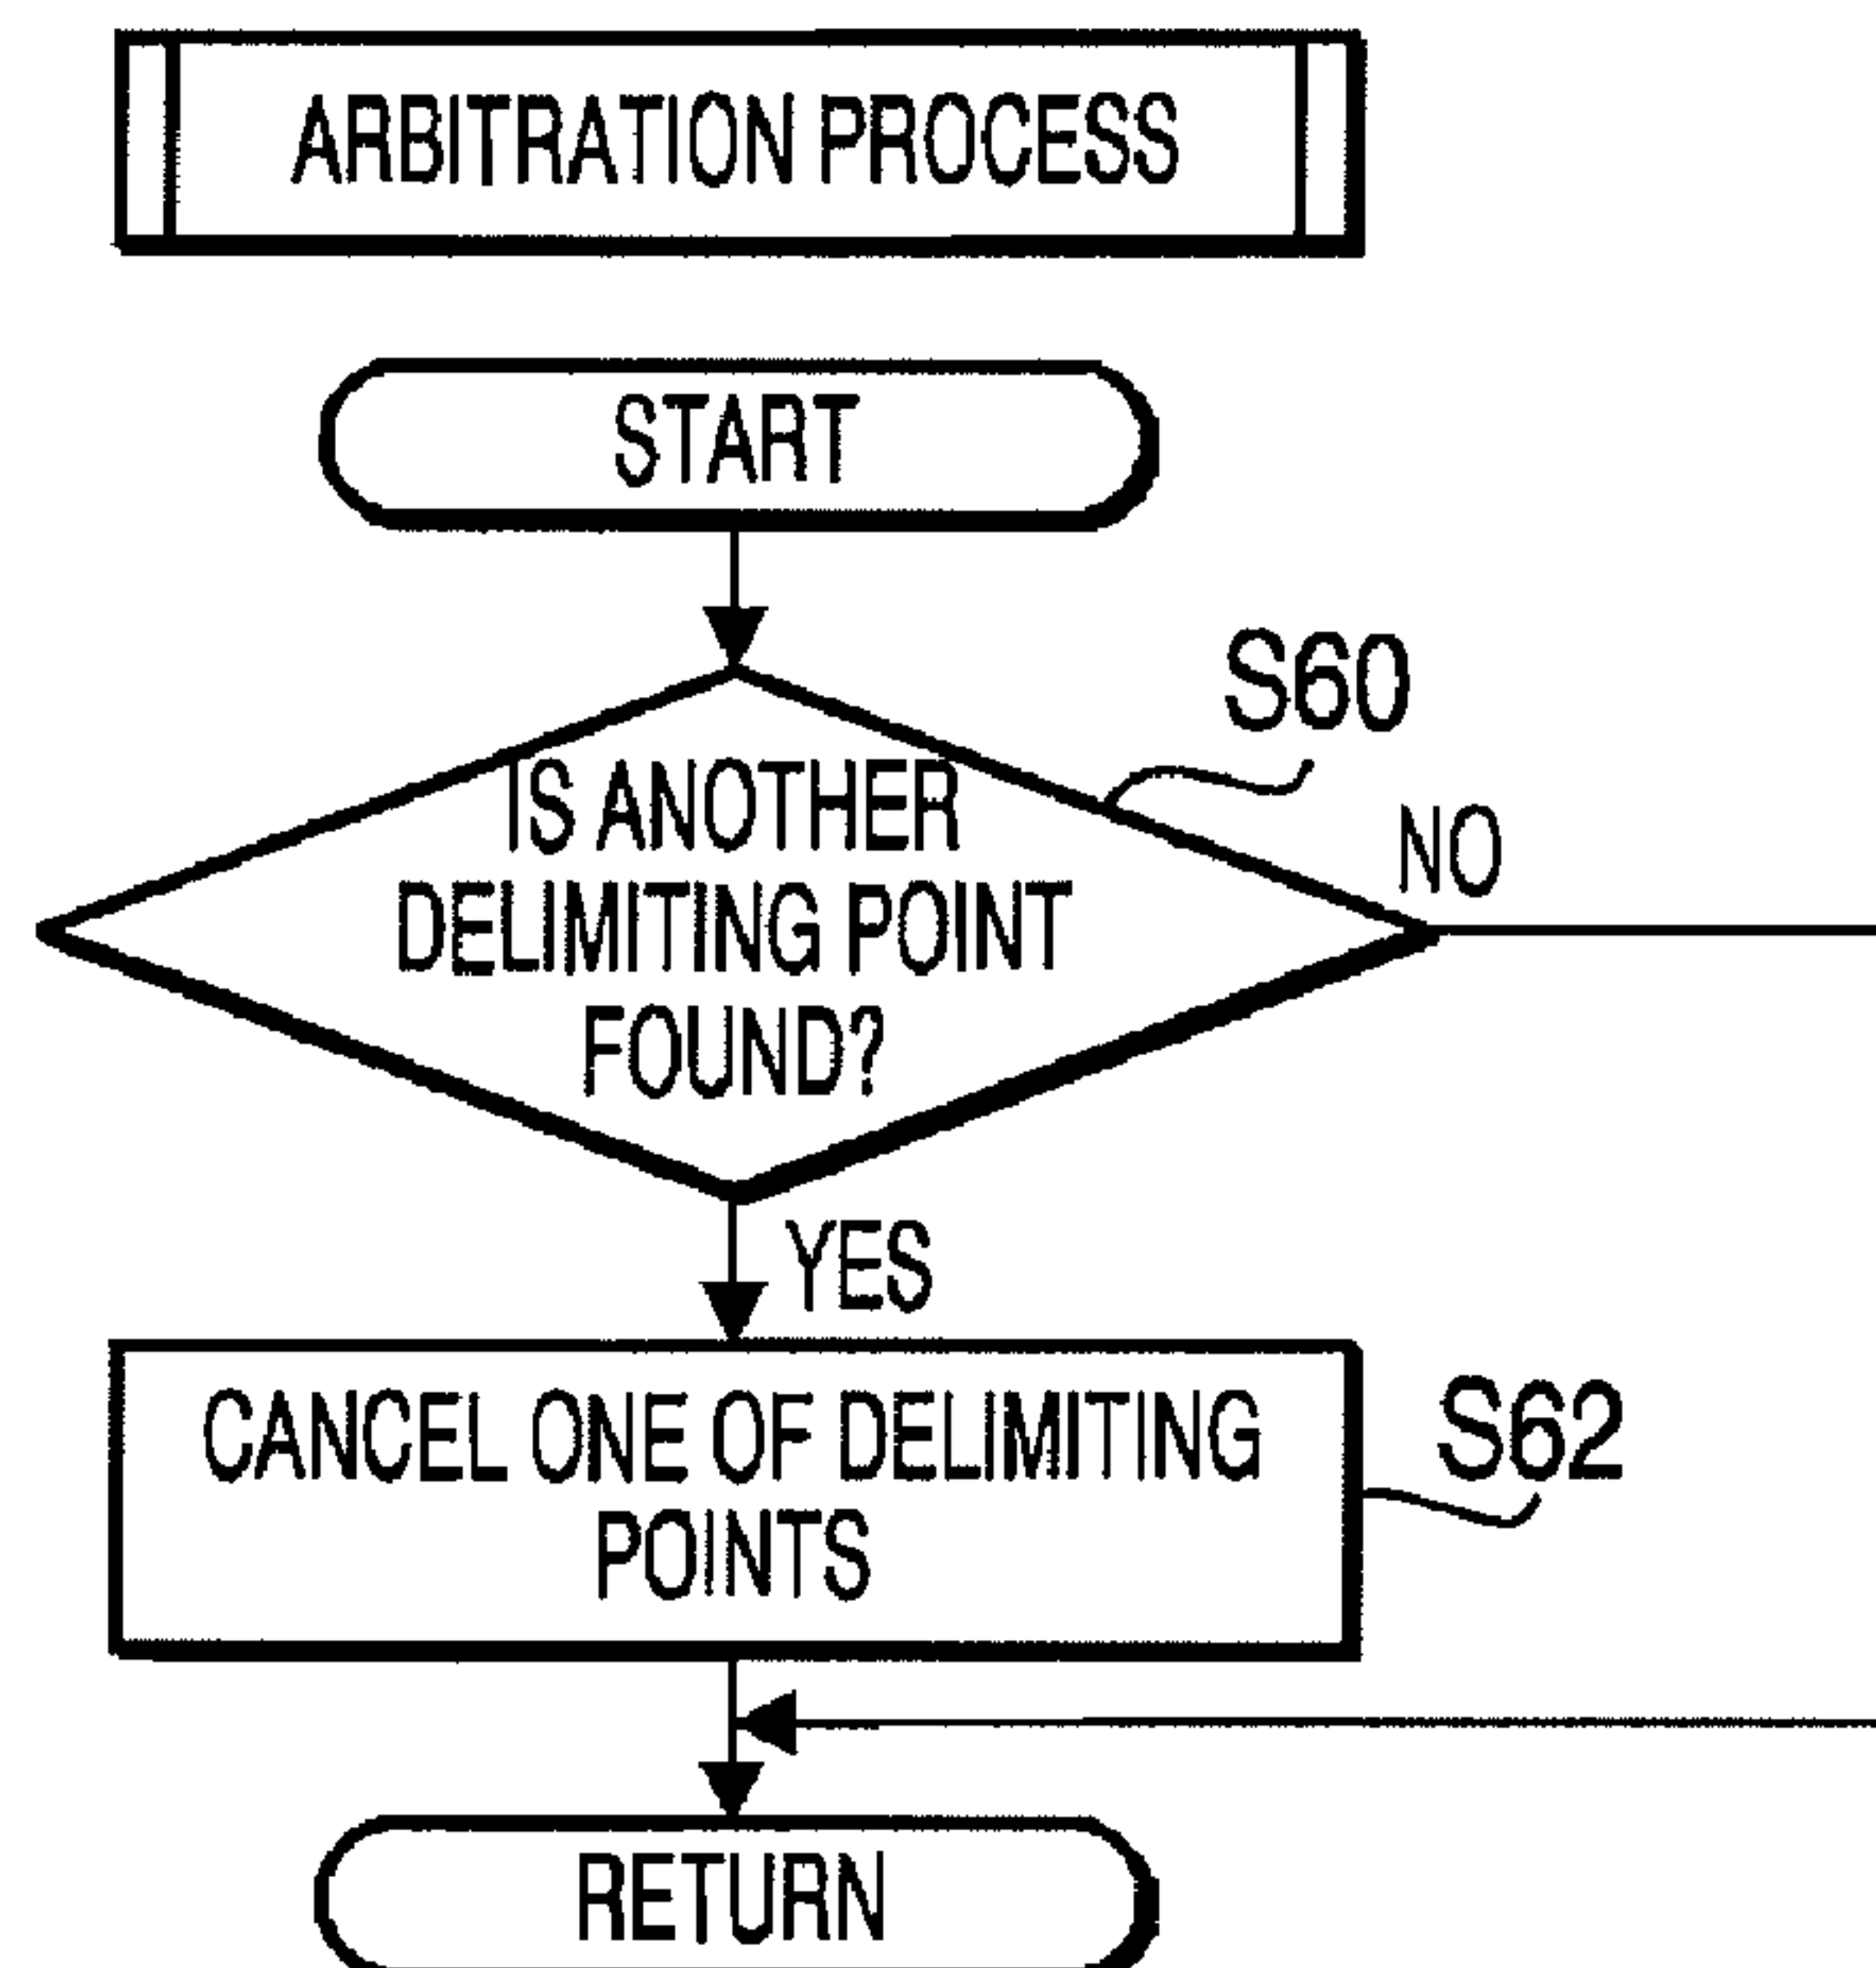 ARBITRATION PROCESS
START
S60
IS ANOTHER
DELIMITING POINT
FOUND?
NO
YES
CANCEL ONE OF DELIMITING
POINTS
S62
RETURN